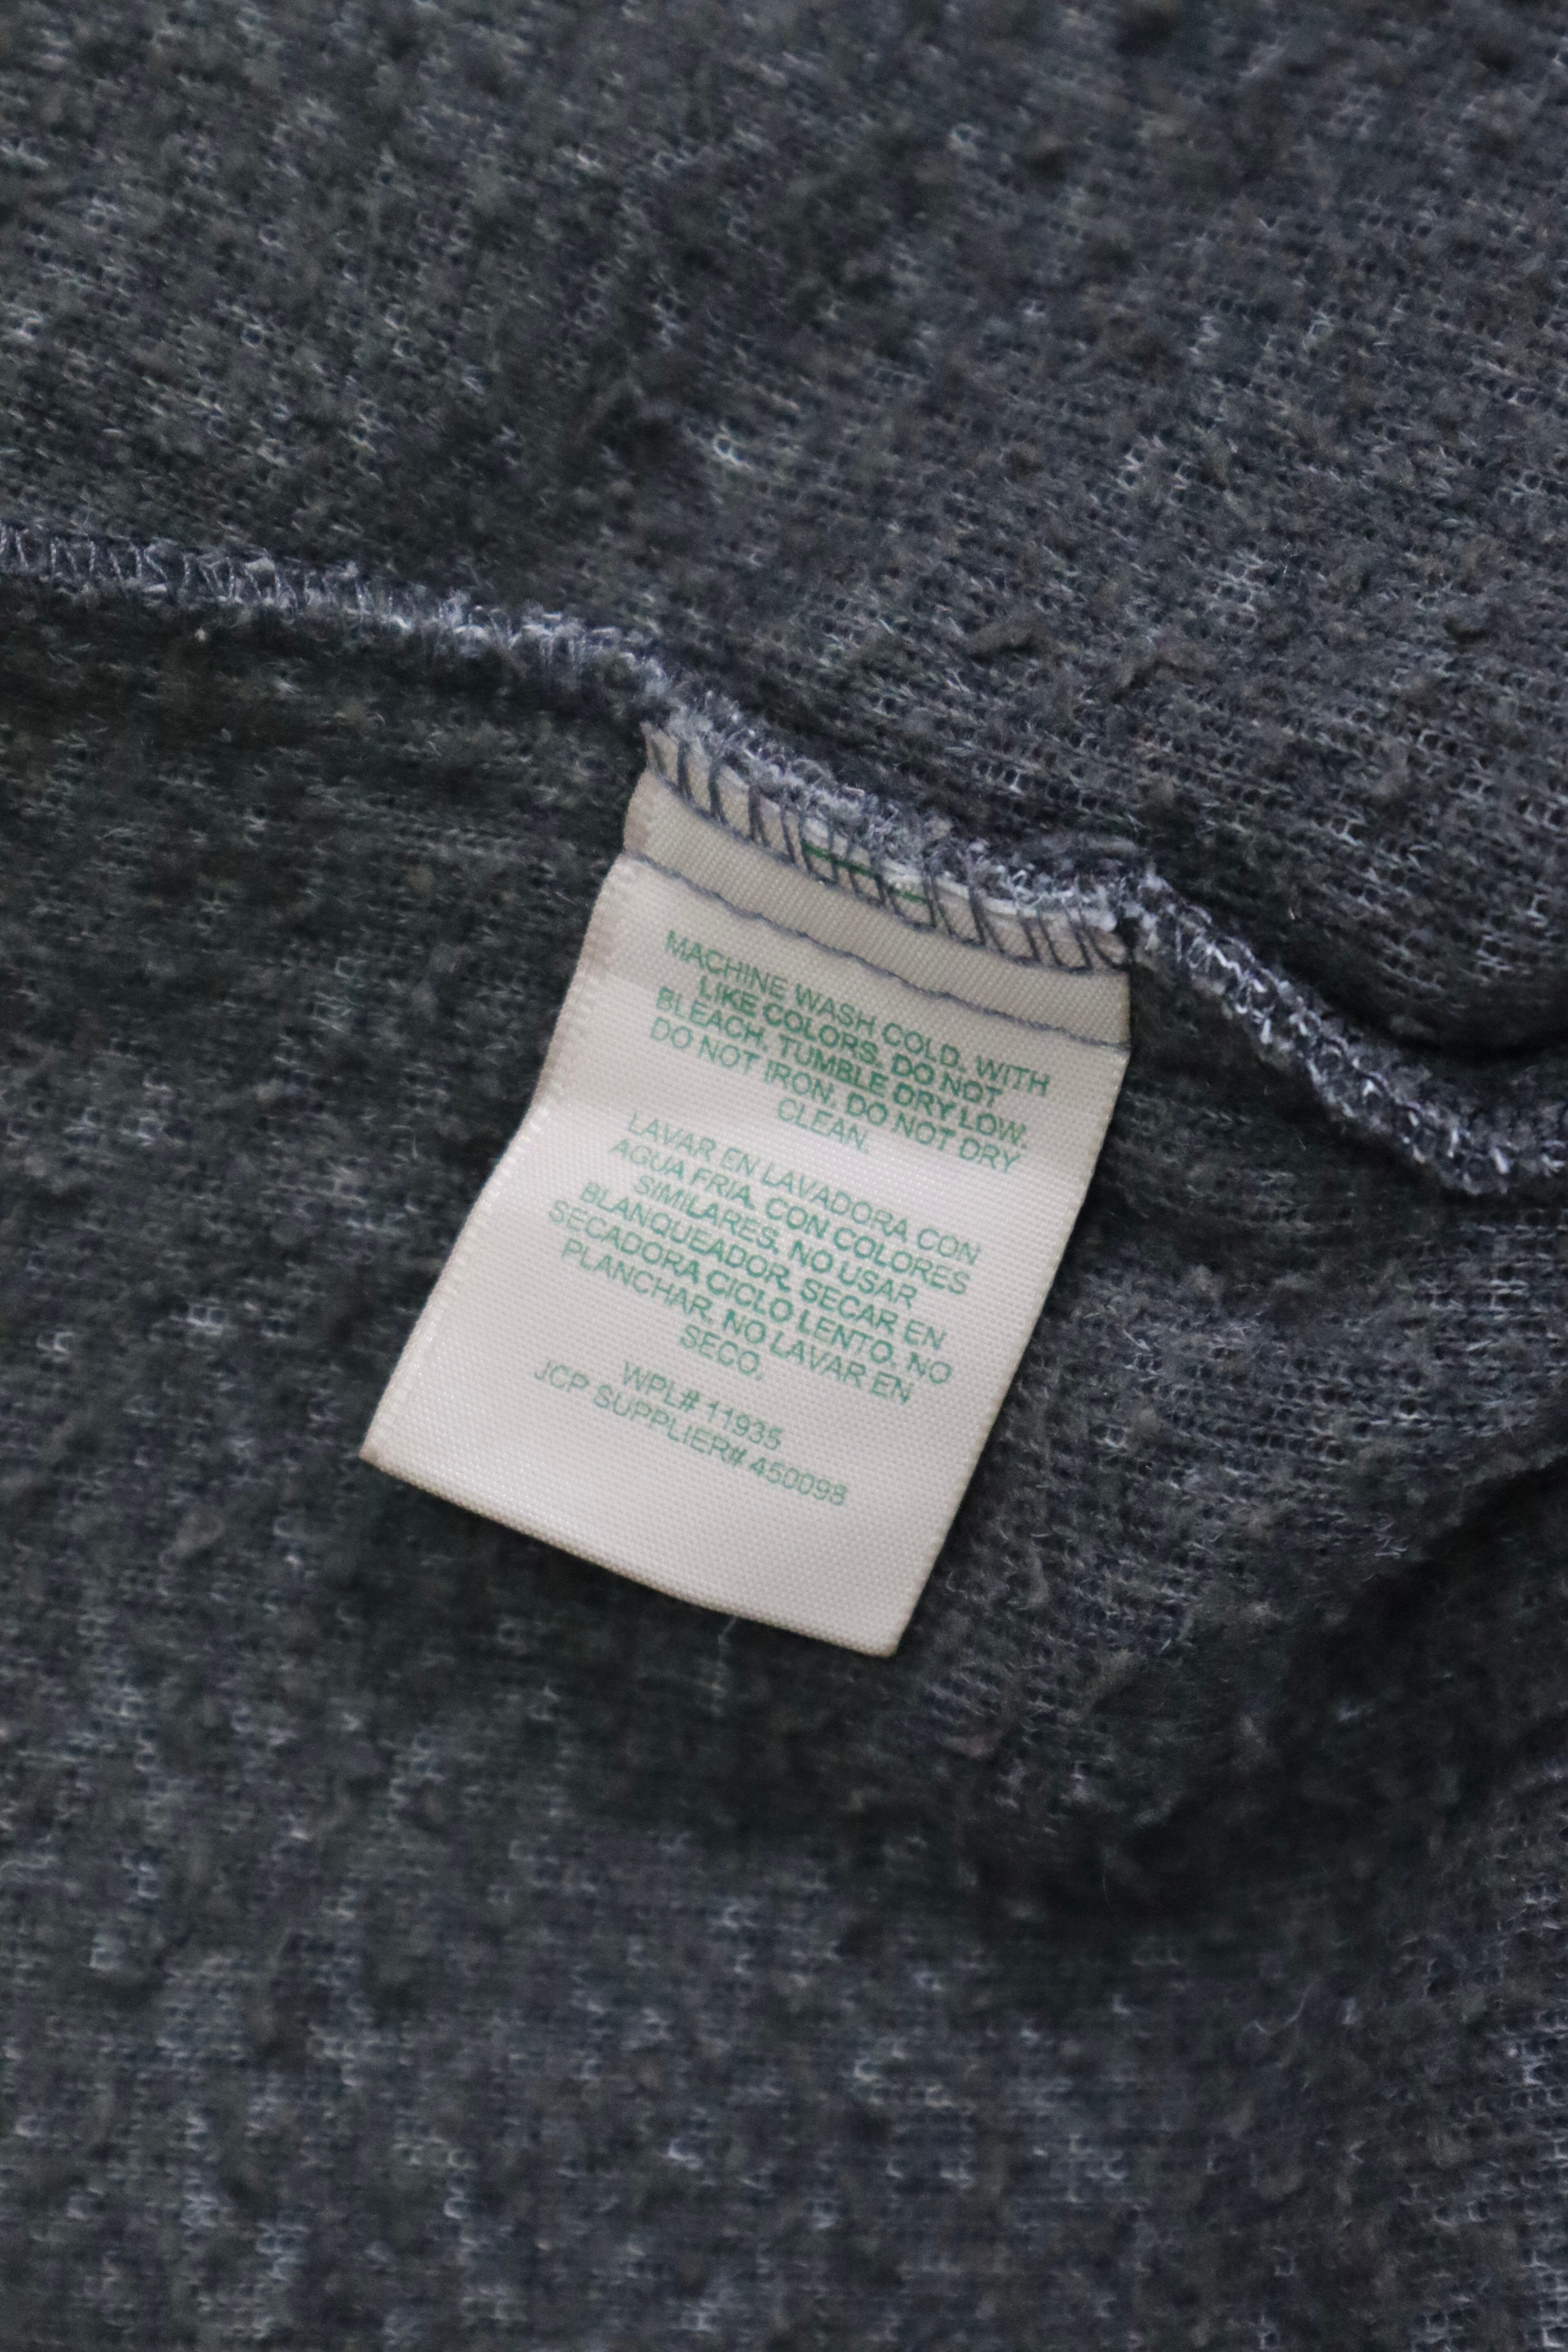 MACHINE WASH COLD, WITH
LIKE COLORS, DO NOT
BLEACH, TUMBLE DRY LOW.
DO NOT IRON, DO NOT DRY
CLEAN.
LAVAR EN LAVADORA CON
AGUA FRIA, CON COLORES
SIMILARES, NO USAR
BLANQUEADOR, SECAR EN
SECADORA CICLO LENTO. NO
PLANCHAR, NO LAVAR EN
SECO.
WPL# 11935
JCP SUPPLIER# 450098